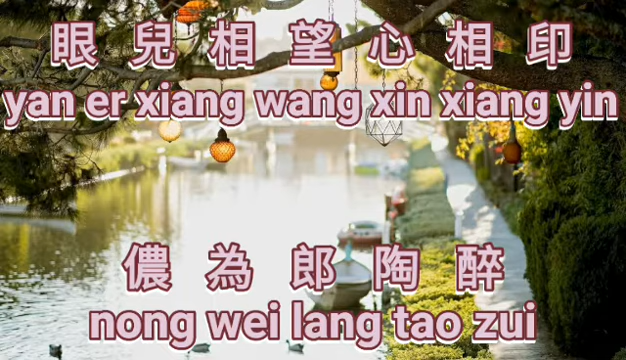 眼 兒 相 望 心 相 印
yan er xiang wang xin xiang yin
儂 為 郎 陶 醉
nong wei lang tao zui